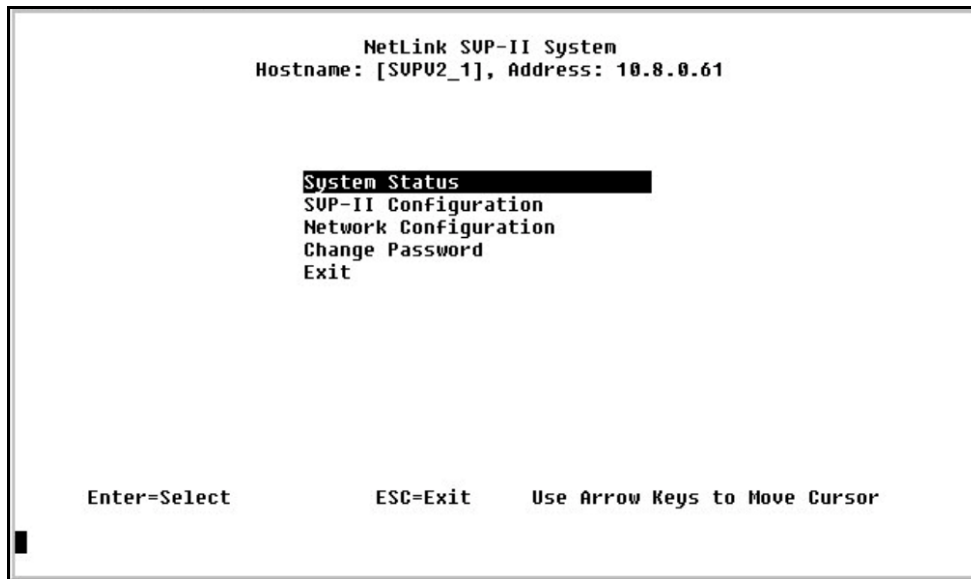 NetLink SVP-II System
Hostname: [SVPV2_1], Address: 10.8.0.61
System Status
SVP-II Configuration
Network Configuration
Change Password
Exit
Enter=Select ESC=Exit Use Arrow Keys to Move Cursor